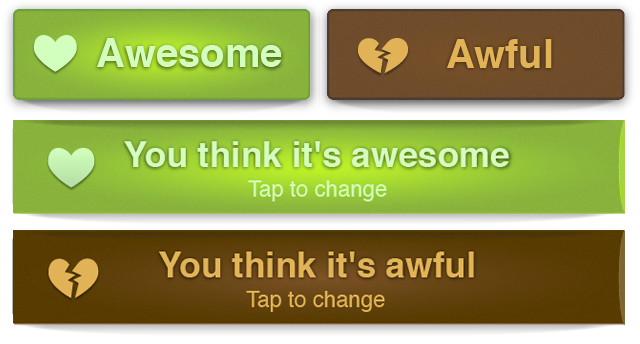 Awesome
Awful
You think it's awesome
Tap to change
You think it's awful
Tap to change